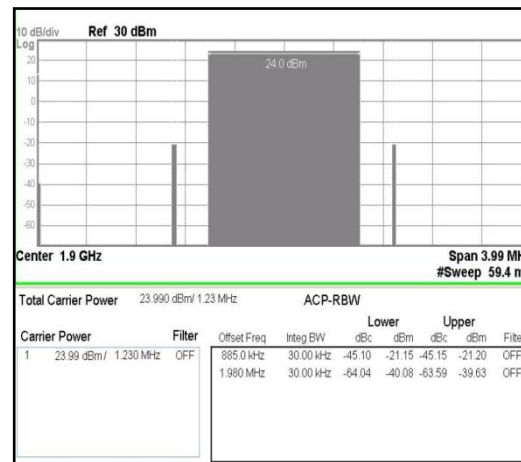 10 dB/div Ref 30 dBm
Log
20
10
0
-10
-20
-30
-40
-50
-60
24.0 dBm
Center 1.9 GHz Span 3.99 MH
#Sweep 59.4 m
Total Carrier Power 23.990 dBm/ 1.23 MHz ACP-RBW
Lower Upper
Carrier Power Filter Offset Freq Integ BW dBc dBm dBc dBm Filte
1 23.99 dBm / 1.230 MHz OFF 885.0 kHz 30.00 kHz -45.10 -21.15 -45.15 -21.20 OFF
1.980 MHz 30.00 kHz -64.04 -40.08 -63.59 -39.63 OFF